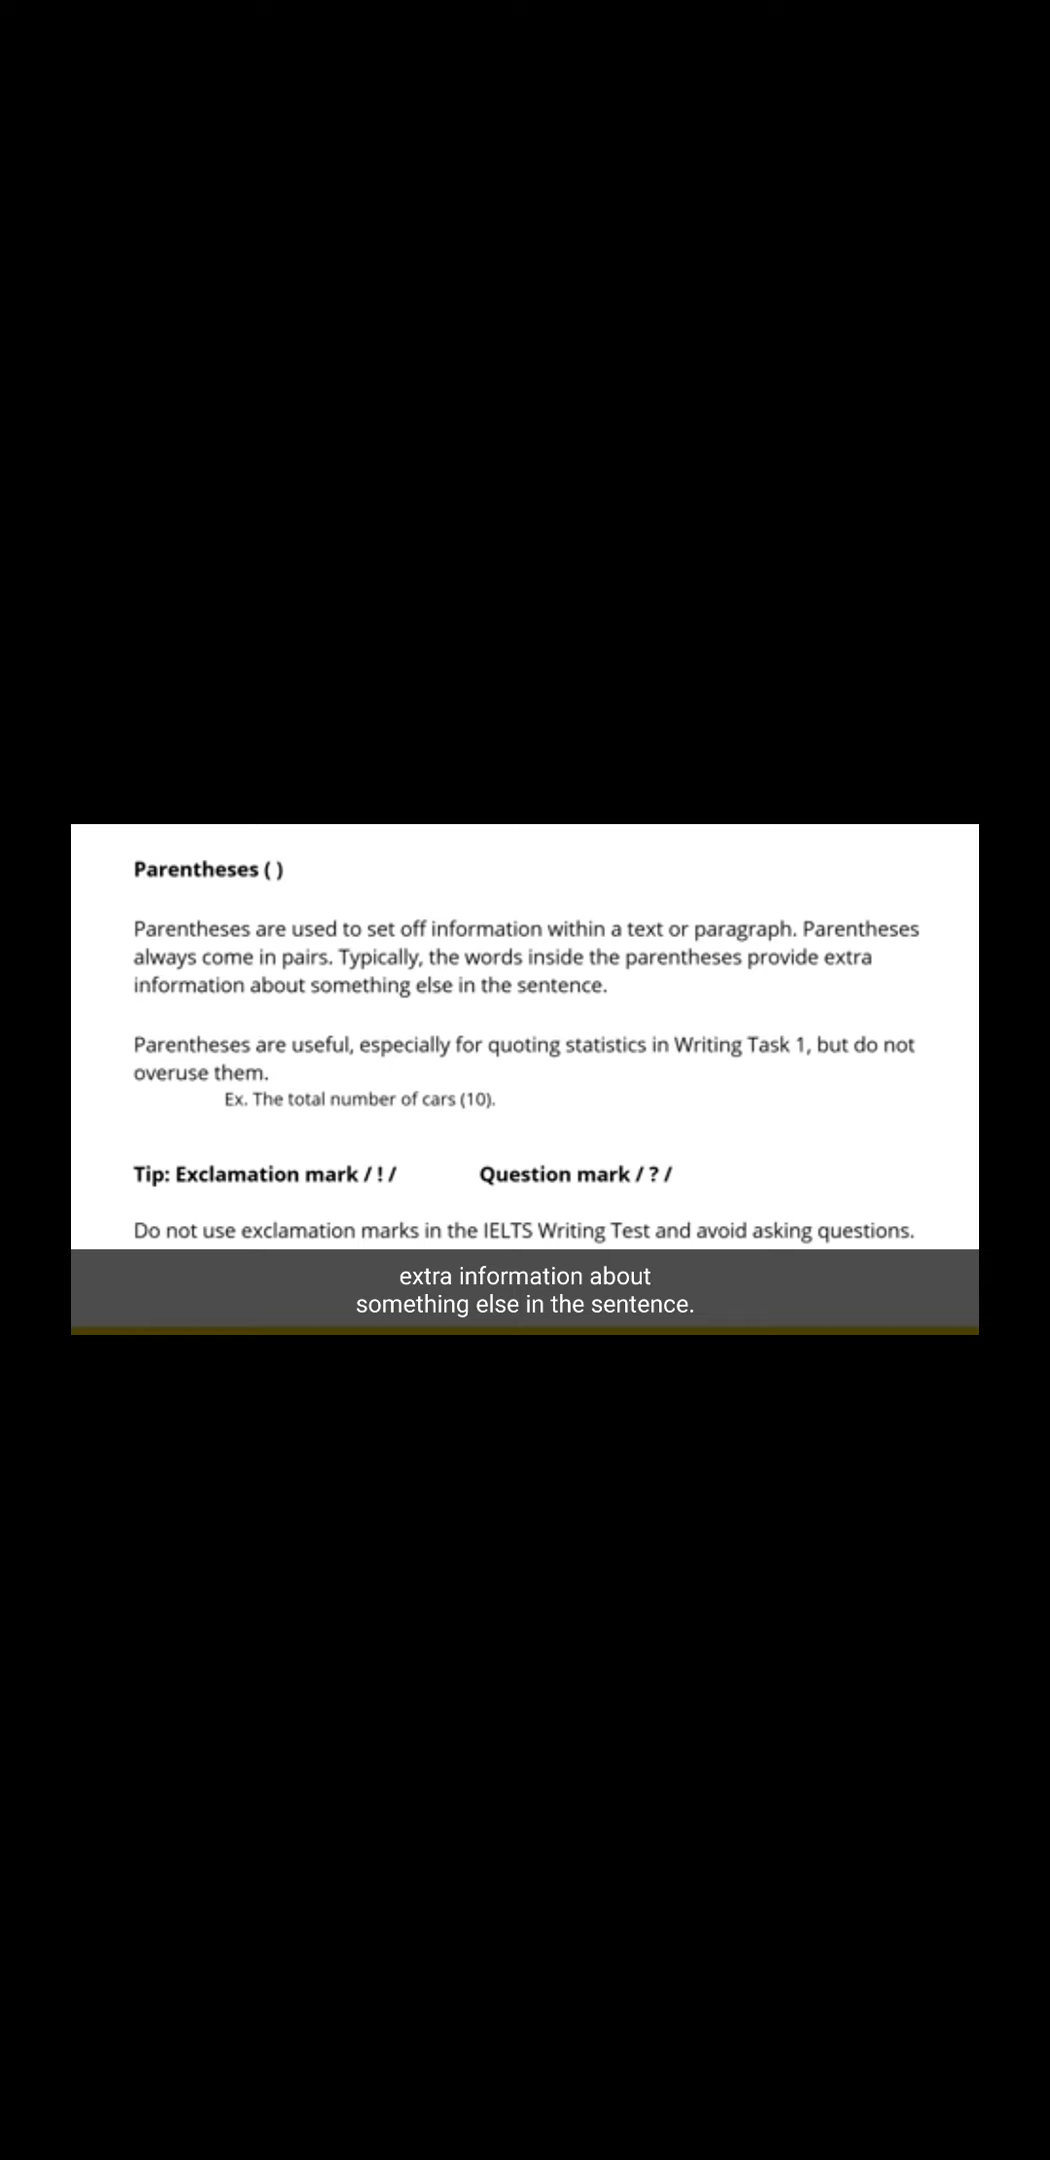 Parentheses ( )
Parentheses are used to set off information within a text or paragraph. Parentheses
always come in pairs. Typically, the words inside the parentheses provide extra
information about something else in the sentence.
Parentheses are useful, especially for quoting statistics in Writing Task 1, but do not
overuse them.
Ex. The total number of cars (10).
Tip: Exclamation mark / ! / Question mark / ? /
Do not use exclamation marks in the IELTS Writing Test and avoid asking questions.
extra information about
something else in the sentence.